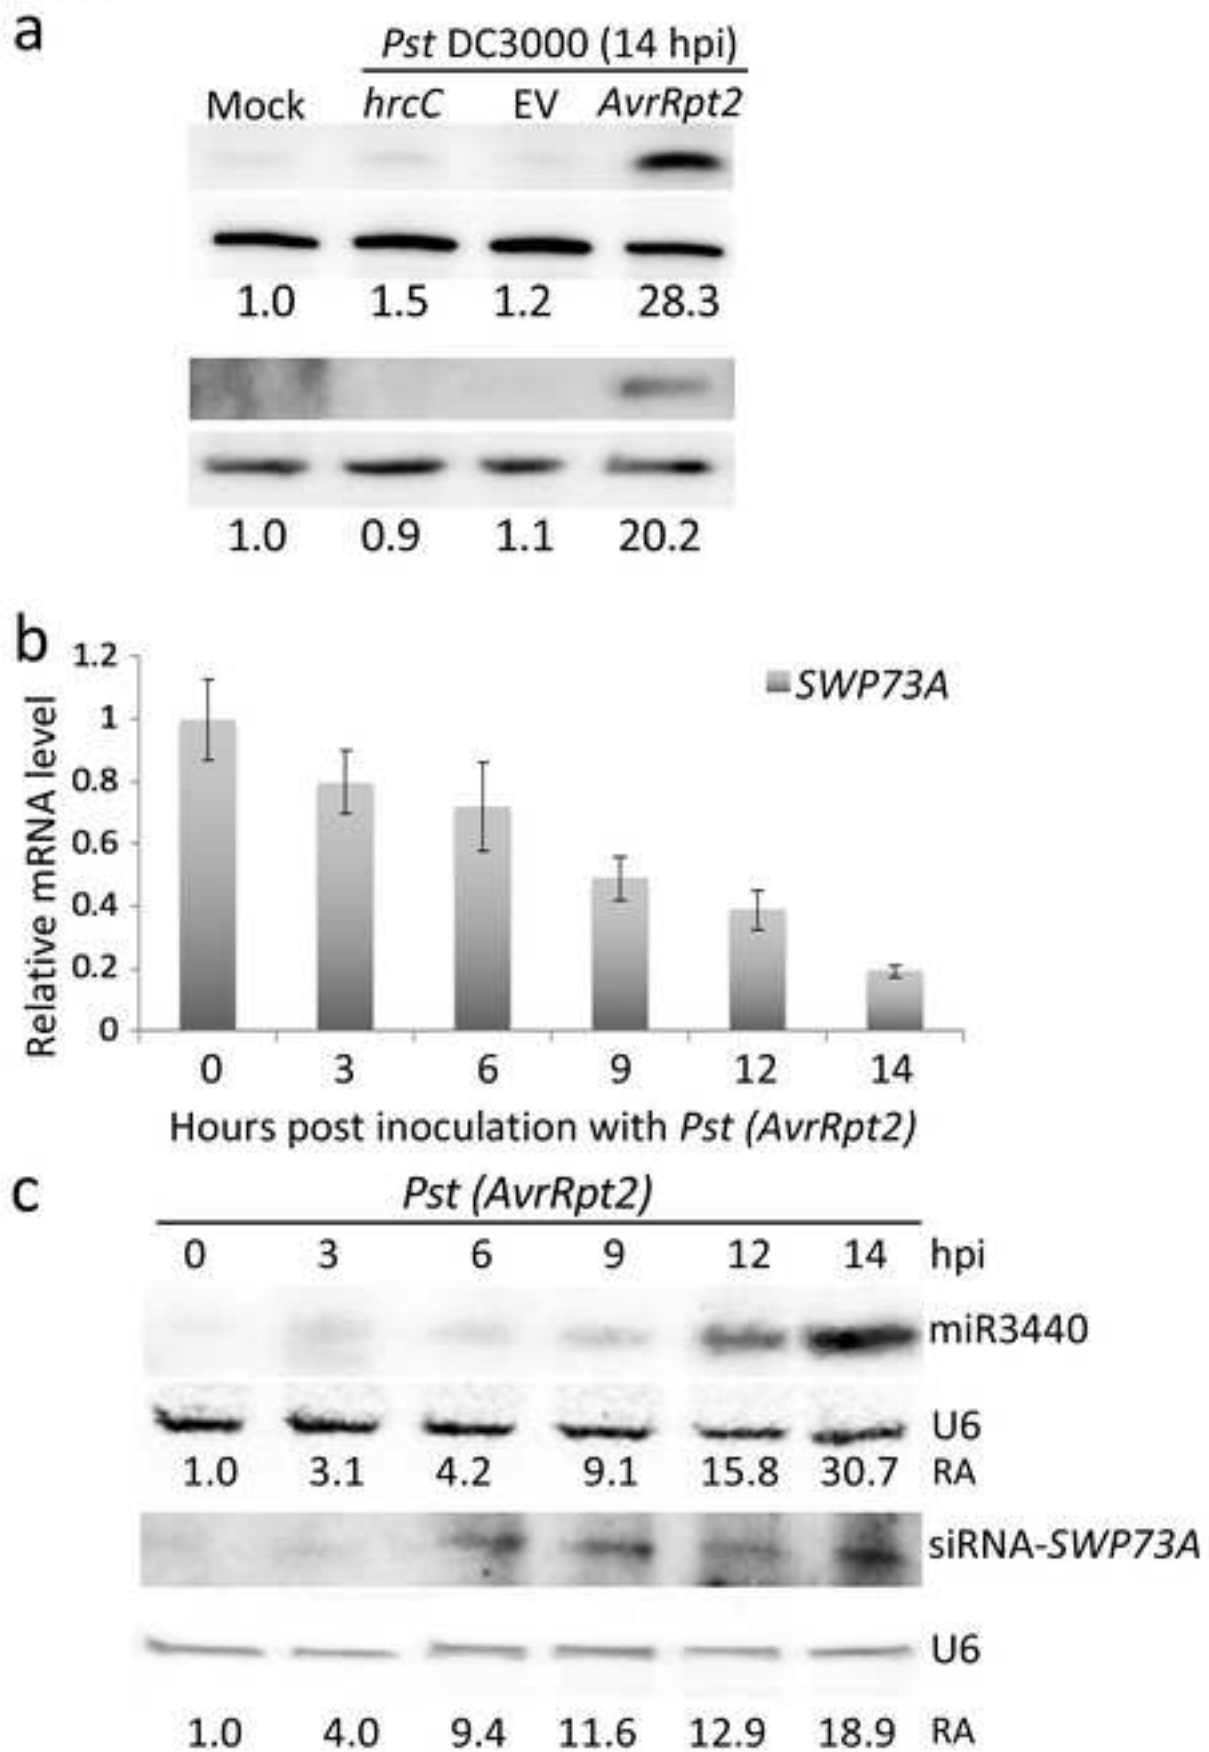 a
Pst DC3000 (14 hpi)
Mock hrcC EV AvrRpt2
1.0 1.5 1.2 28.3
1.0 0.9 1.1 20.2
b
Relative mRNA level
1.2
1
0.8
0.6
0.4
0.2
0
SWP73A
0 3 6 9 12 14
Hours post inoculation with Pst (AvrRpt2)
c
Pst (AvrRpt2)
0 3 6 9 12 14 hpi
miR3440
U6
1.0 3.1 4.2 9.1 15.8 30.7 RA
siRNA-SWP73A
U6
1.0 4.0 9.4 11.6 12.9 18.9 RA